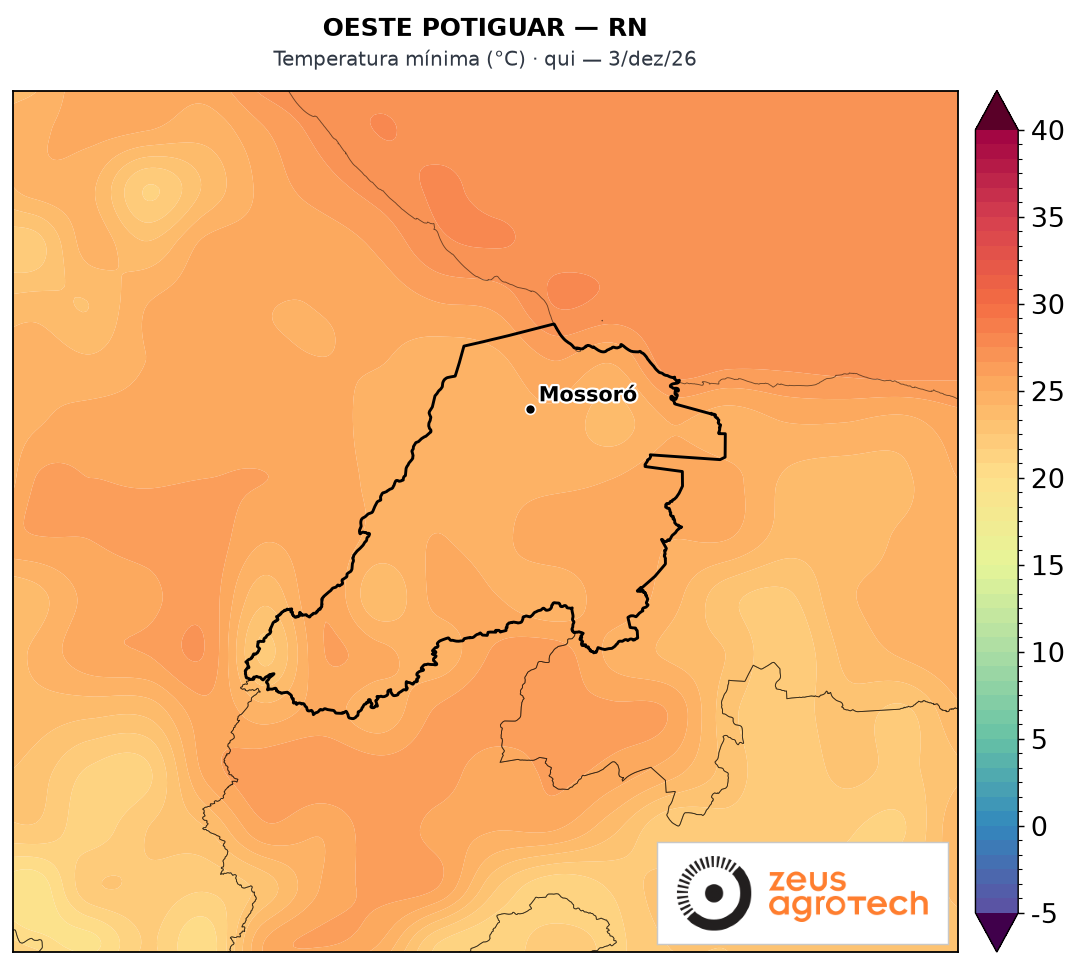 OESTE POTIGUAR — RN
Temperatura mínima (°C) · qui — 3/dez/26
Mossoró
40
35
30
25
20
15
10
5
0
-5
zeus
agrotech